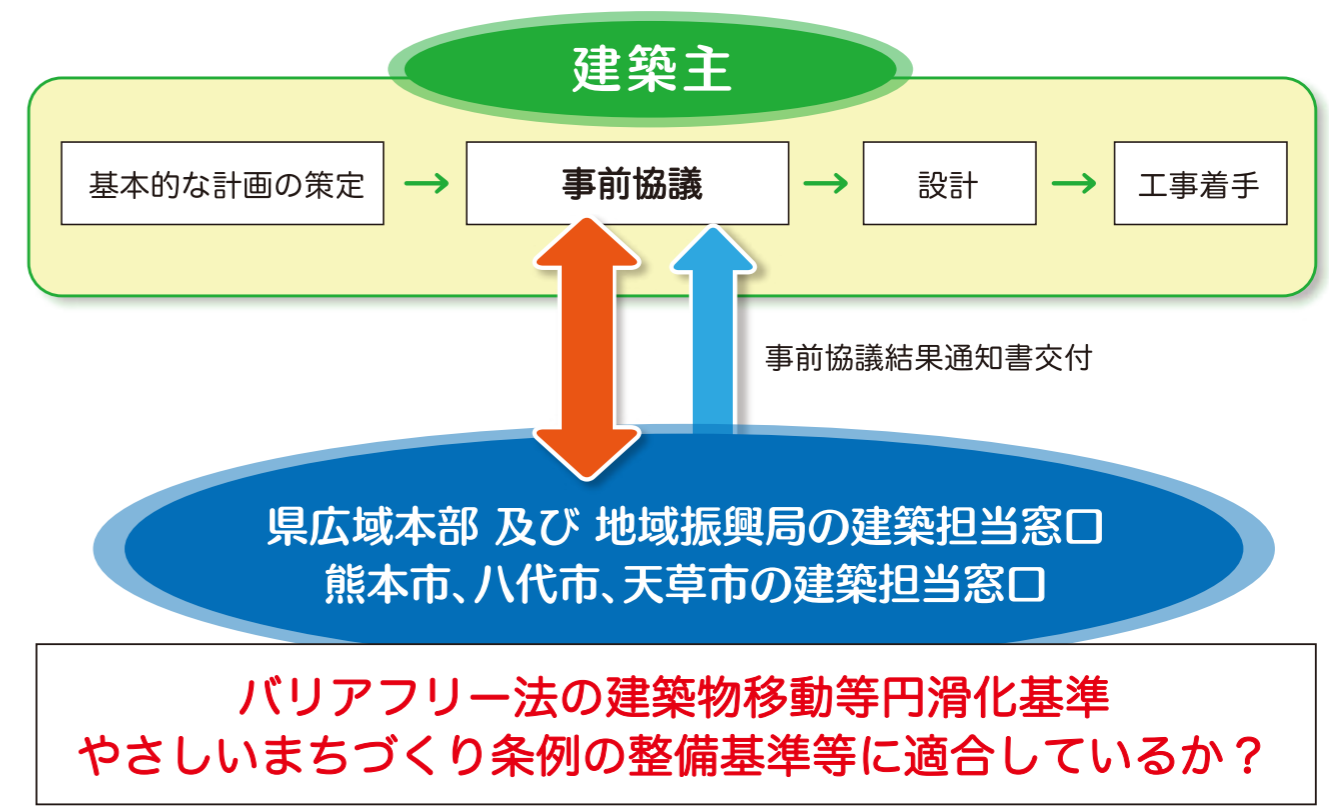 建築主
基本的な計画の策定 → 事前協議 → 設計 → 工事着手
事前協議結果通知書交付
県広域本部 及び 地域振興局の建築担当窓口
熊本市、八代市、天草市の建築担当窓口
バリアフリー法の建築物移動等円滑化基準
やさしいまちづくり条例の整備基準等に適合しているか？